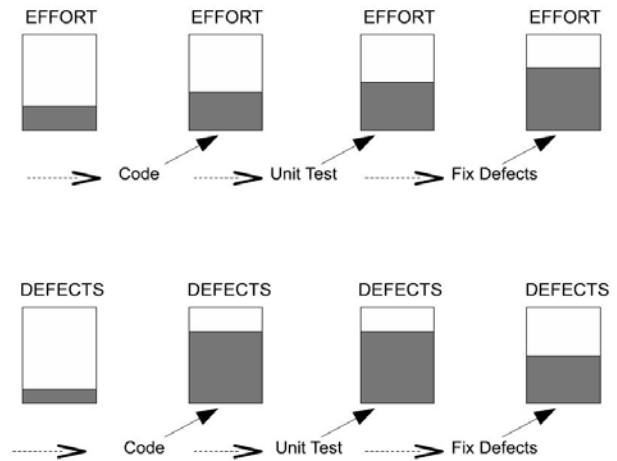 EFFORT EFFORT EFFORT EFFORT
Code Unit Test Fix Defects
DEFECTS DEFECTS DEFECTS DEFECTS
Code Unit Test Fix Defects